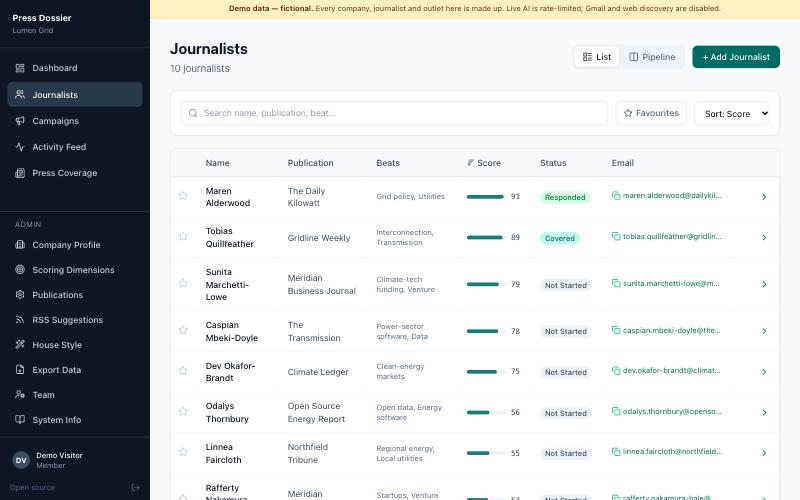 Press Dossier
Lumen Grid
Dashboard
Journalists
Campaigns
Activity Feed
Press Coverage
ADMIN
Company Profile
Scoring Dimensions
Publications
RSS Suggestions
House Style
Export Data
Team
System Info
DV
Demo Visitor
Member
Open source
Demo data — fictional. Every company, journalist and outlet here is made up. Live AI is rate-limited; Gmail and web discovery are disabled.
Journalists
10 journalists
List
Pipeline
+ Add Journalist
Search name, publication, beat...
Favourites
Sort: Score
Name Publication Beats Score Status Email
Maren The Daily
Alderwood Kilowatt
Grid policy, Utilities 91 Responded maren.alderwood@dailykil...
Tobias
Quillfeather
Gridline Weekly
Interconnection,
Transmission
89 Covered tobias.quillfeather@gridlin...
Sunita
Marchetti-
Lowe
Meridian
Business Journal
Climate-tech
funding, Venture
79 Not Started sunita.marchetti-lowe@m...
Caspian
Mbeki-Doyle
The
Transmission
Power-sector
software, Data
78 Not Started caspian.mbeki-doyle@the...
Dev Okafor-
Brandt
Climate Ledger
Clean-energy
markets
75 Not Started dev.okafor-brandt@climat...
Odalys
Thornbury
Open Source
Energy Report
Open data, Energy
software
56 Not Started odalys.thornbury@openso...
Linnea
Faircloth
Northfield
Tribune
Regional energy,
Local utilities
55 Not Started linnea.faircloth@northfield...
Rafferty
Meridian
Startups, Venture